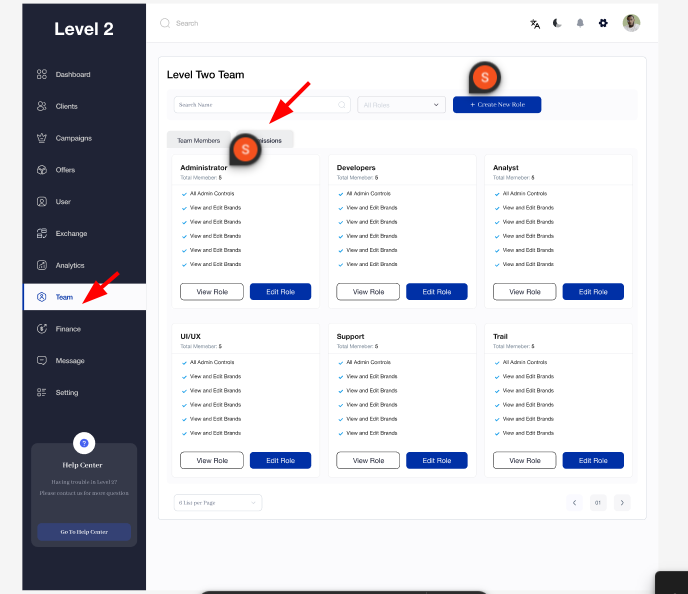 Level 2
Search
Dashboard
Clients
Campaigns
Offers
User
Exchange
Analytics
Team
Finance
Message
Setting
Help Center
Having trouble in Level 0?
Please contact us for more question
Go To Help Center
Level Two Team
Search Name
All Roles
+ Create New Role
S
Team Members
S
missions
Administrator
Total Memeber: 5
All Admin Controls
View and Edit Brands
View and Edit Brands
View and Edit Brands
View and Edit Brands
View and Edit Brands
View Role
Edit Role
Developers
Total Memeber: 5
All Admin Controls
View and Edit Brands
View and Edit Brands
View and Edit Brands
View and Edit Brands
View and Edit Brands
View Role
Edit Role
Analyst
Total Memeber: 5
All Admin Controls
View and Edit Brands
View and Edit Brands
View and Edit Brands
View and Edit Brands
View and Edit Brands
View Role
Edit Role
UI/UX
Total Memeber: 5
All Admin Controls
View and Edit Brands
View and Edit Brands
View and Edit Brands
View and Edit Brands
View and Edit Brands
View Role
Edit Role
Support
Total Memeber: 5
All Admin Controls
View and Edit Brands
View and Edit Brands
View and Edit Brands
View and Edit Brands
View and Edit Brands
View Role
Edit Role
Trail
Total Memeber: 5
All Admin Controls
View and Edit Brands
View and Edit Brands
View and Edit Brands
View and Edit Brands
View and Edit Brands
View Role
Edit Role
6 List per Page
01